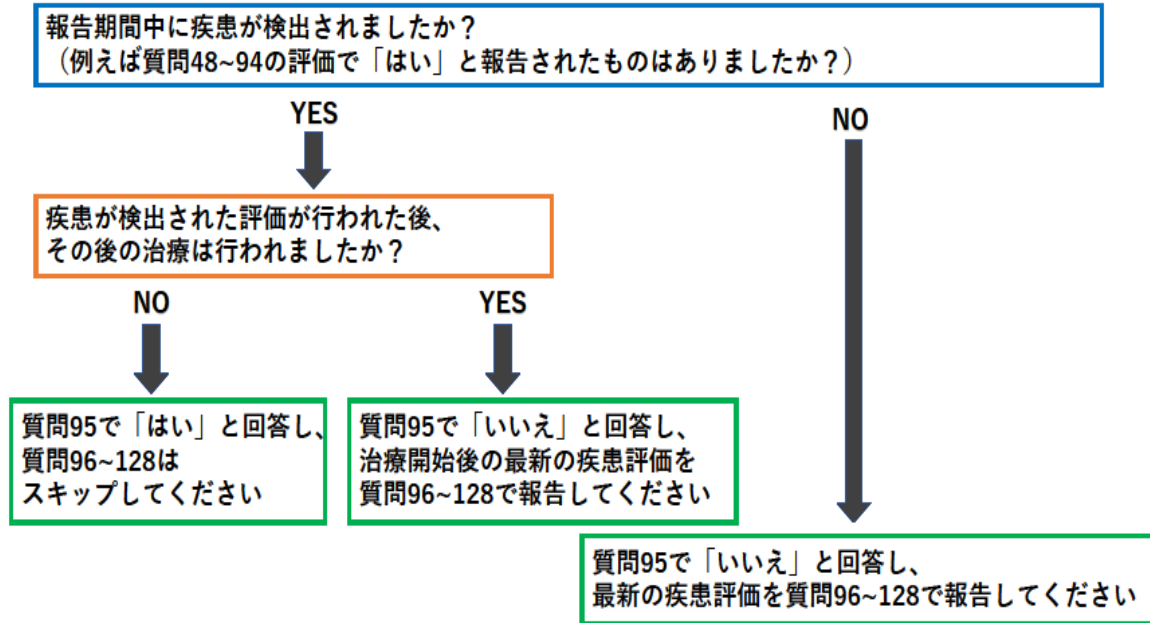 報告期間中に疾患が検出されましたか？
（例えば質問48~94の評価で「はい」と報告されたものはありましたか？）
YES
NO
疾患が検出された評価が行われた後、
その後の治療は行われましたか？
NO
YES
質問95で「はい」と回答し、
質問96~128は
スキップしてください
質問95で「いいえ」と回答し、
治療開始後の最新の疾患評価を
質問96~128で報告してください
質問95で「いいえ」と回答し、
最新の疾患評価を質問96~128で報告してください